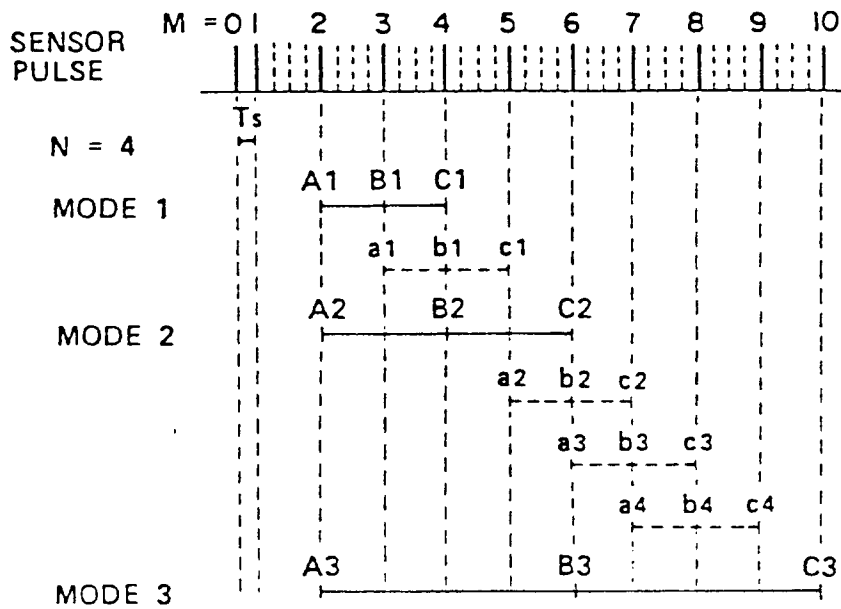 M = 0 1 2 3 4 5 6 7 8 9 10
SENSOR
PULSE
Ts
N = 4
A1 B1 C1
MODE 1
a1 b1 c1
A2 B2 C2
MODE 2
a2 b2 c2
a3 b3 c3
a4 b4 c4
A3 B3 C3
MODE 3